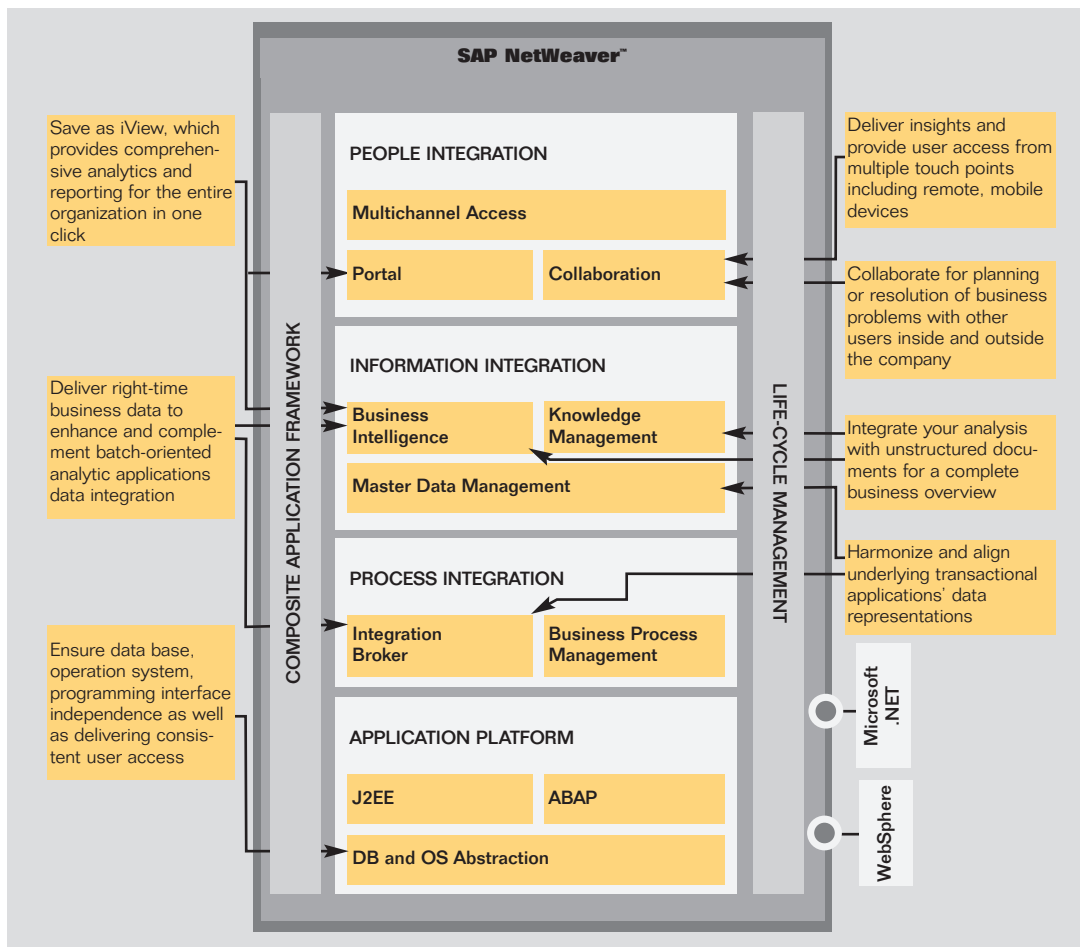 SAP NetWeaver™
Save as iView, which
provides comprehen-
sive analytics and
reporting for the entire
organization in one
click
Deliver right-time
business data to
enhance and comple-
ment batch-oriented
analytic applications
data integration
Ensure data base,
operation system,
programming interface
independence as well
as delivering consis-
tent user access
COMPOSITE APPLICATION FRAMEWORK
PEOPLE INTEGRATION
Multichannel Access
Portal
Collaboration
INFORMATION INTEGRATION
Business
Intelligence
Knowledge
Management
Master Data Management
PROCESS INTEGRATION
Integration
Broker
Business Process
Management
APPLICATION PLATFORM
J2EE
ABAP
DB and OS Abstraction
LIFE-CYCLE MANAGEMENT
Deliver insights and
provide user access from
multiple touch points
including remote, mobile
devices
Collaborate for planning
or resolution of business
problems with other
users inside and outside
the company
Integrate your analysis
with unstructured docu-
ments for a complete
business overview
Harmonize and align
underlying transactional
applications’ data
representations
Microsoft
.NET
WebSphere